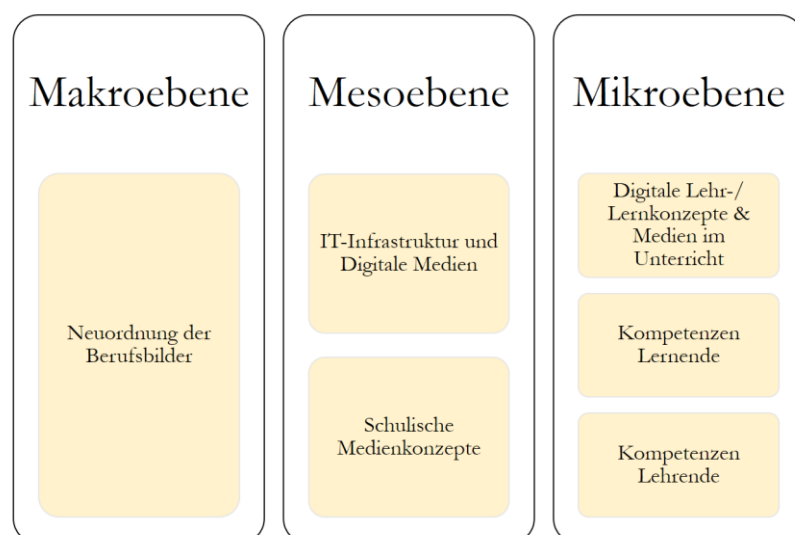 Makroebene
Neuordnung der
Berufsbilder
Mesoebene
IT-Infrastruktur und
Digitale Medien
Schulische
Medienkonzepte
Mikroebene
Digitale Lehr-/
Lernkonzepte &
Medien im
Unterricht
Kompetenzen
Lernende
Kompetenzen
Lehrende